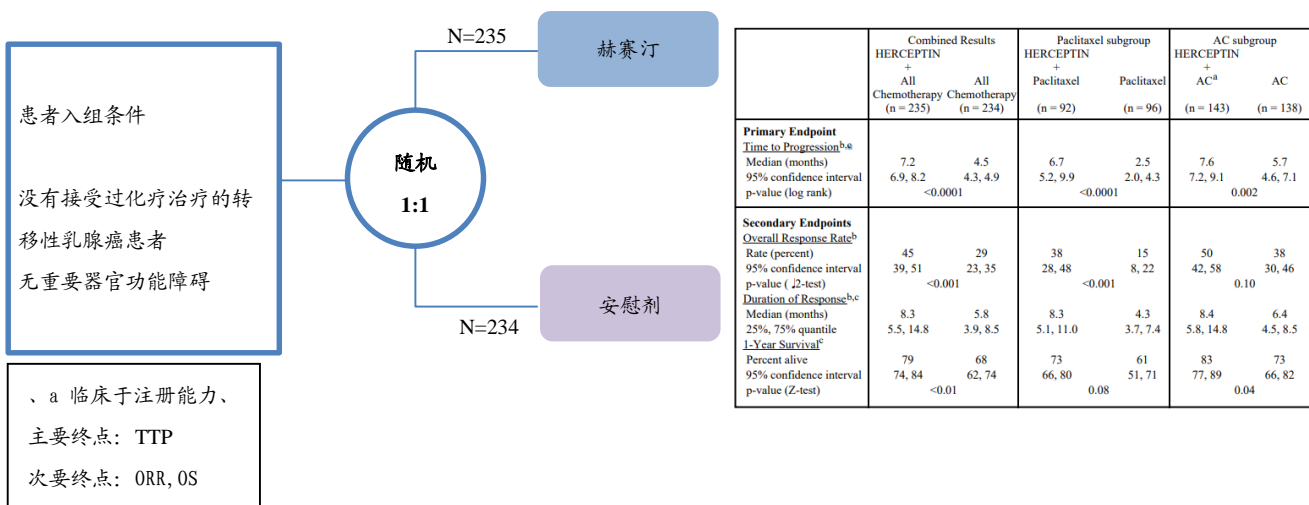 患者入组条件
没有接受过化疗治疗的转
移性乳腺癌患者
无重要器官功能障碍
、a 临床于注册能力、
主要终点: TTP
次要终点: ORR,OS
随机
1:1
N=235
赫赛汀
N=234
安慰剂
Combined Results Paclitaxel subgroup AC subgroup
HERCEPTIN HERCEPTIN HERCEPTIN
+ + +
All All Paclitaxel Paclitaxel ACa AC
Chemotherapy Chemotherapy
(n = 235) (n = 234) (n = 92) (n = 96) (n = 143) (n = 138)
Primary Endpoint
Time to Progressionb,e
Median (months) 7.2 4.5 6.7 2.5 7.6 5.7
95% confidence interval 6.9, 8.2 4.3, 4.9 5.2, 9.9 2.0, 4.3 7.2, 9.1 4.6, 7.1
p-value (log rank) <0.0001 <0.0001 0.002
Secondary Endpoints
Overall Response Rateb
Rate (percent) 45 29 38 15 50 38
95% confidence interval 39, 51 23, 35 28, 48 8, 22 42, 58 30, 46
p-value (⅃2-test) <0.001 <0.001 0.10
Duration of Responseb,c
Median (months) 8.3 5.8 8.3 4.3 8.4 6.4
25%, 75% quantile 5.5, 14.8 3.9, 8.5 5.1, 11.0 3.7, 7.4 5.8, 14.8 4.5, 8.5
1-Year Survivalc
Percent alive 79 68 73 61 83 73
95% confidence interval 74, 84 62, 74 66, 80 51, 71 77, 89 66, 82
p-value (Z-test) <0.01 0.08 0.04